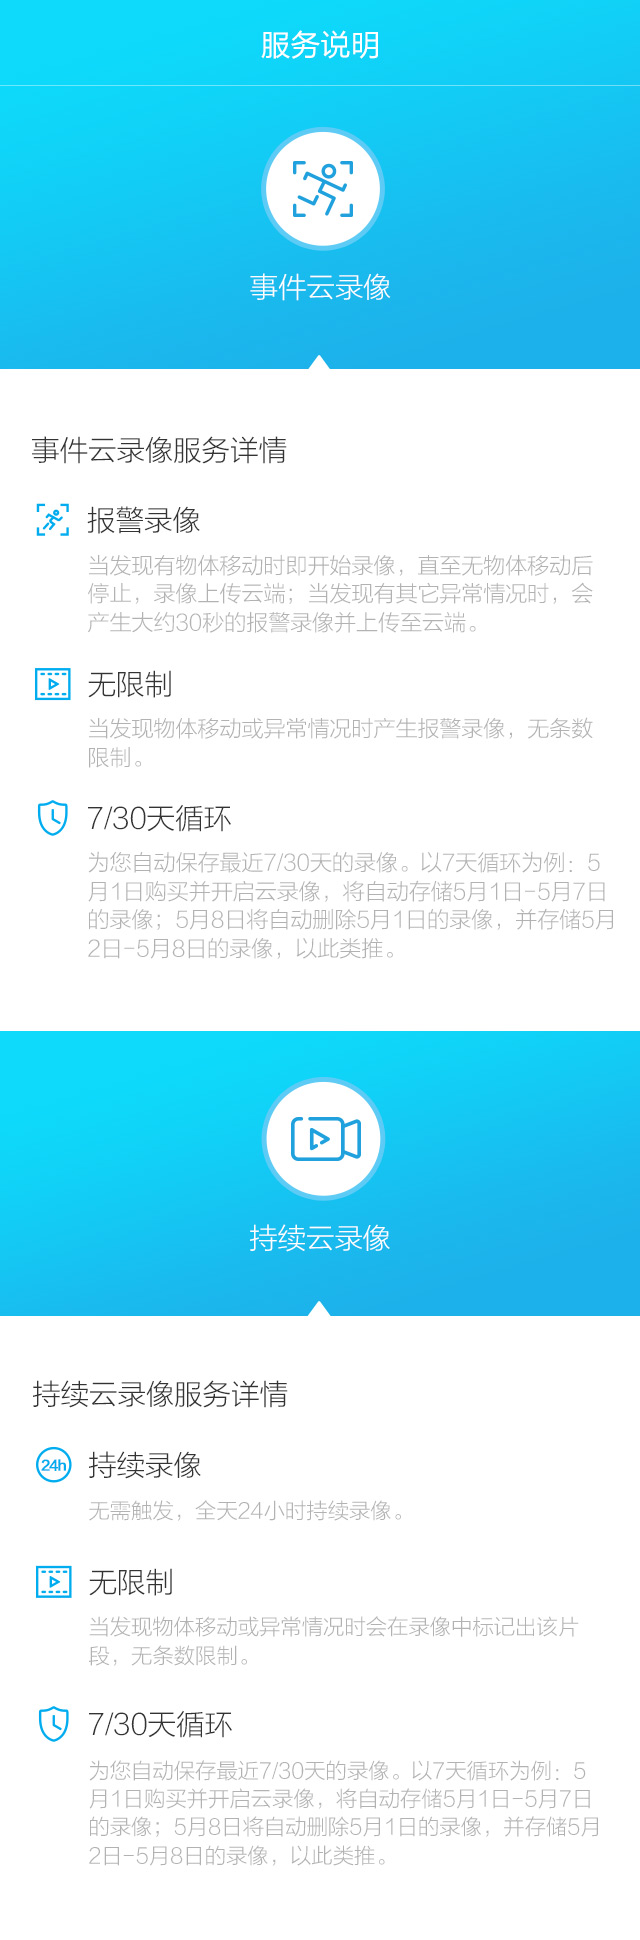 服务说明
事件云录像
事件云录像服务详情
报警录像
当发现有物体移动时即开始录像，直至无物体移动后
停止，录像上传云端；当发现有其它异常情况时，会
产生大约30秒的报警录像并上传至云端。
无限制
当发现物体移动或异常情况时产生报警录像，无条数
限制。
7/30天循环
为您自动保存最近7/30天的录像。以7天循环为例：5
月1日购买并开启云录像，将自动存储5月1日-5月7日
的录像；5月8日将自动删除5月1日的录像，并存储5月
2日-5月8日的录像，以此类推。
持续云录像
持续云录像服务详情
24h 持续录像
无需触发，全天24小时持续录像。
无限制
当发现物体移动或异常情况时会在录像中标记出该片
段，无条数限制。
7/30天循环
为您自动保存最近7/30天的录像。以7天循环为例：5
月1日购买并开启云录像，将自动存储5月1日-5月7日
的录像；5月8日将自动删除5月1日的录像，并存储5月
2日-5月8日的录像，以此类推。